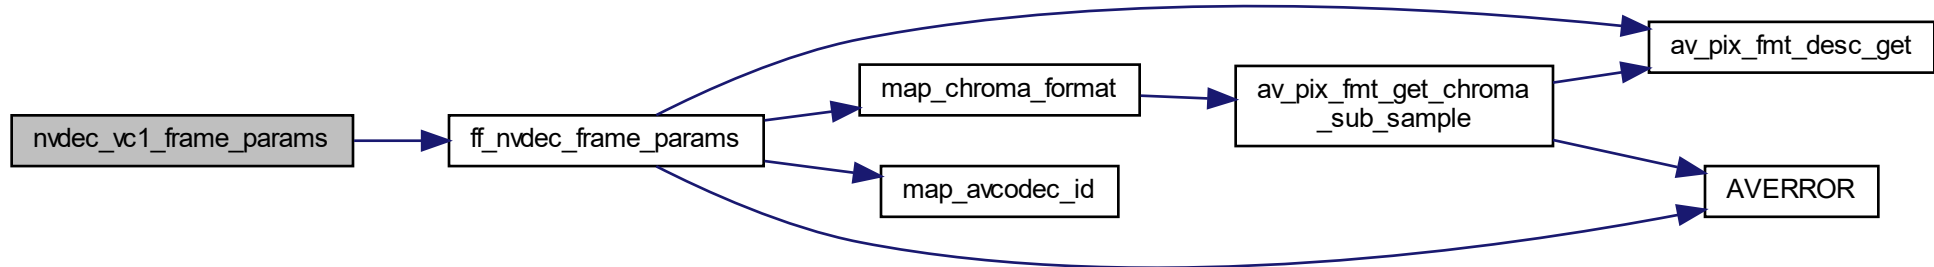 nvdec_vc1_frame_params
ff_nvdec_frame_params
map_chroma_format
map_avcodec_id
av_pix_fmt_get_chroma
_sub_sample
av_pix_fmt_desc_get
AVERROR